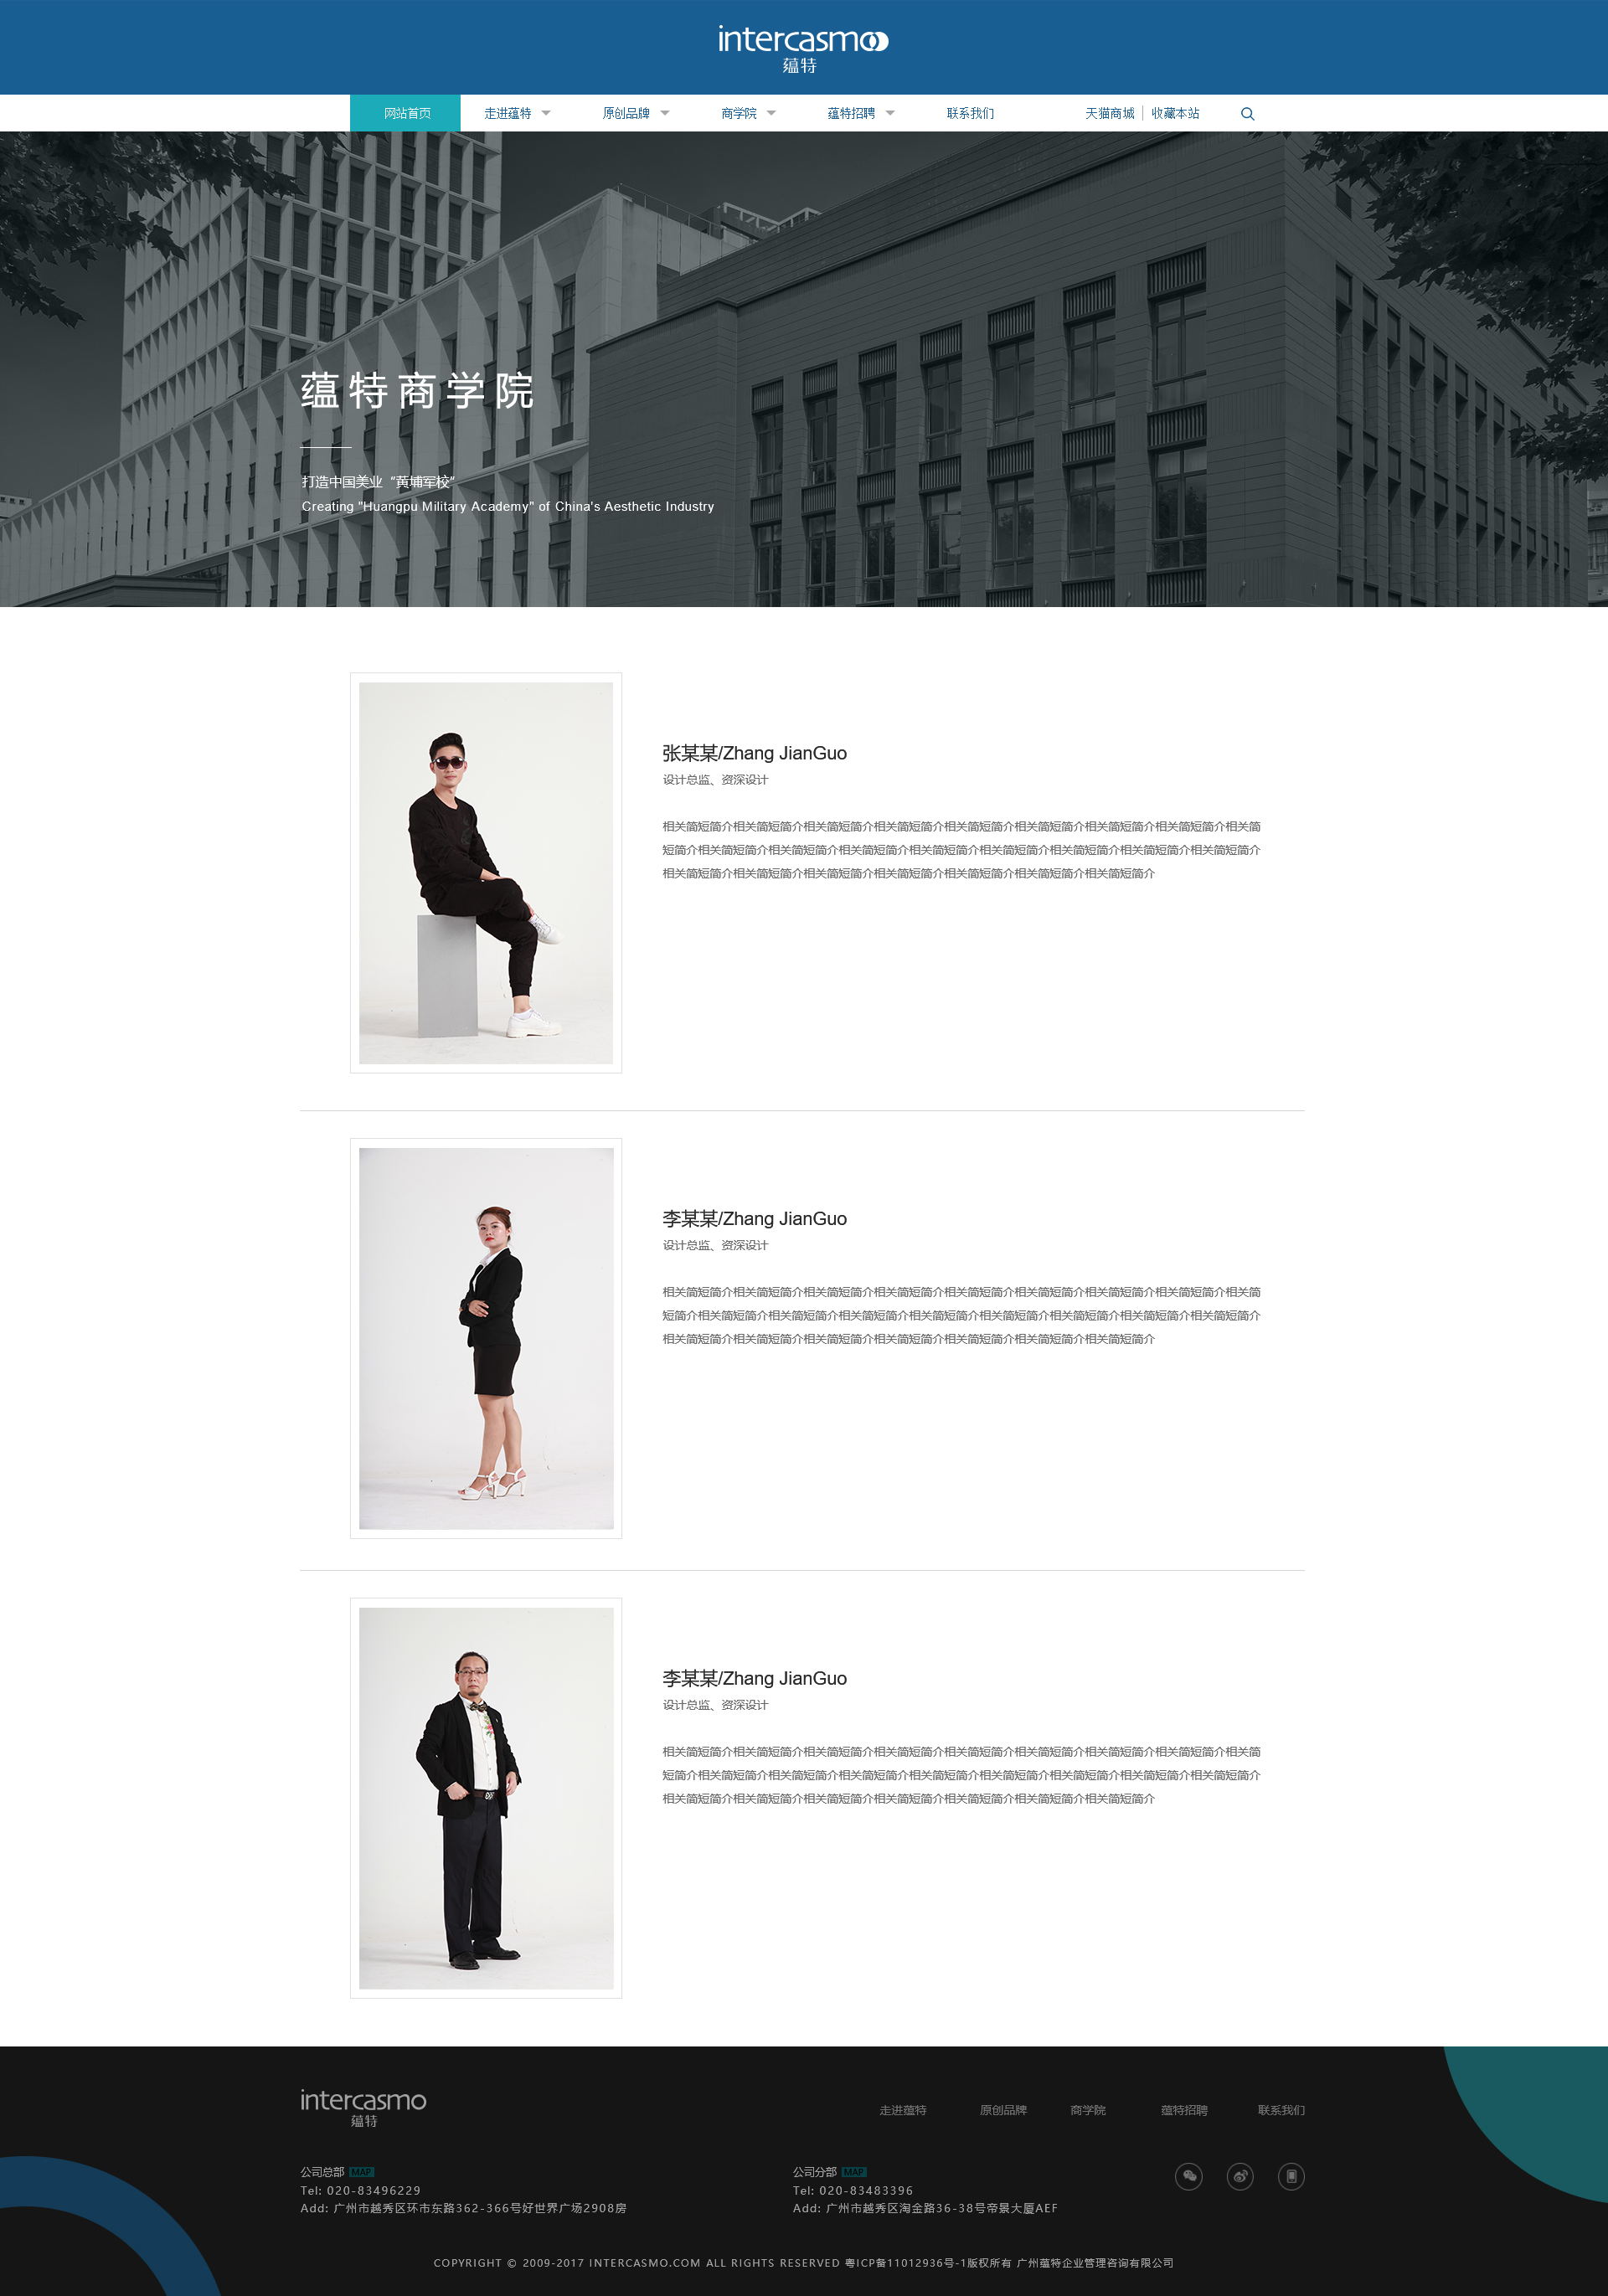 intercasmo
蕴特
网站首页 走进蕴特 原创品牌 商学院 蕴特招聘 联系我们 天猫商城 收藏本站
蕴特商学院
打造中国美业“黄埔军校”
Creating "Huangpu Military Academy" of China's Aesthetic Industry
张某某/Zhang JianGuo
设计总监、资深设计
相关简短简介相关简短简介相关简短简介相关简短简介相关简短简介相关简短简介相关简短简介相关简短简介相关简
短简介相关简短简介相关简短简介相关简短简介相关简短简介相关简短简介相关简短简介相关简短简介相关简短简介
相关简短简介相关简短简介相关简短简介相关简短简介相关简短简介相关简短简介相关简短简介
李某某/Zhang JianGuo
设计总监、资深设计
相关简短简介相关简短简介相关简短简介相关简短简介相关简短简介相关简短简介相关简短简介相关简短简介相关简
短简介相关简短简介相关简短简介相关简短简介相关简短简介相关简短简介相关简短简介相关简短简介相关简短简介
相关简短简介相关简短简介相关简短简介相关简短简介相关简短简介相关简短简介相关简短简介
李某某/Zhang JianGuo
设计总监、资深设计
相关简短简介相关简短简介相关简短简介相关简短简介相关简短简介相关简短简介相关简短简介相关简短简介相关简
短简介相关简短简介相关简短简介相关简短简介相关简短简介相关简短简介相关简短简介相关简短简介相关简短简介
相关简短简介相关简短简介相关简短简介相关简短简介相关简短简介相关简短简介相关简短简介
intercasmo
蕴特
走进蕴特 原创品牌 商学院 蕴特招聘 联系我们
公司总部 MAP
Tel: 020-83496229
Add: 广州市越秀区环市东路362-366号好世界广场2908房
公司分部 MAP
Tel: 020-83483396
Add: 广州市越秀区淘金路36-38号帝景大厦AEF
COPYRIGHT © 2009-2017 INTERCASMO.COM ALL RIGHTS RESERVED 粤ICP备11012936号-1版权所有 广州蕴特企业管理咨询有限公司